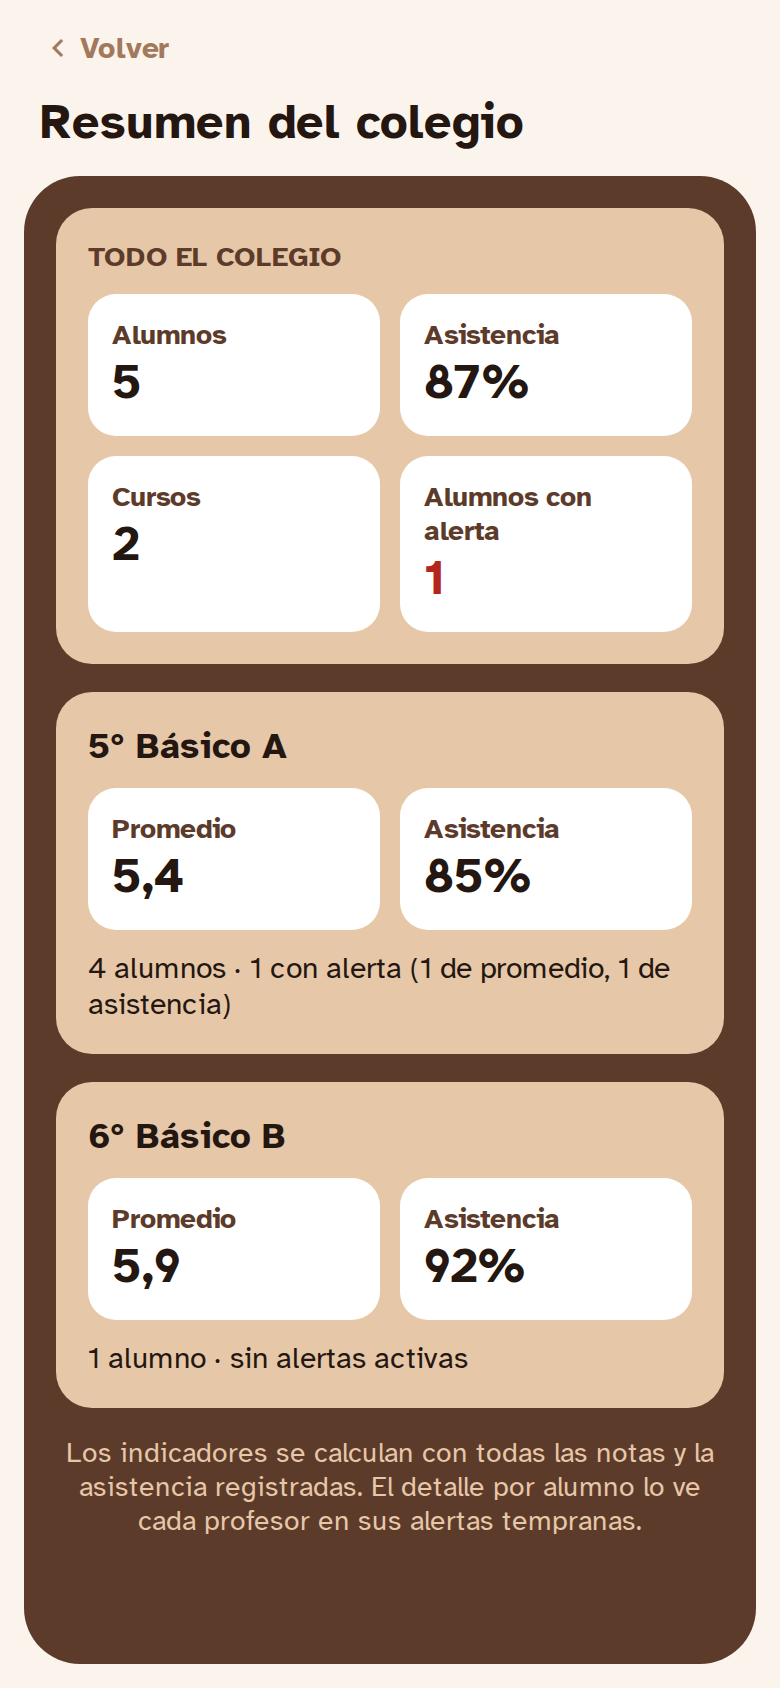 Volver
Resumen del colegio
TODO EL COLEGIO
Alumnos
5
Asistencia
87%
Cursos
2
Alumnos con
alerta
1
5° Básico A
Promedio
5,4
Asistencia
85%
4 alumnos · 1 con alerta (1 de promedio, 1 de
asistencia)
6° Básico B
Promedio
5,9
Asistencia
92%
1 alumno · sin alertas activas
Los indicadores se calculan con todas las notas y la
asistencia registradas. El detalle por alumno lo ve
cada profesor en sus alertas tempranas.